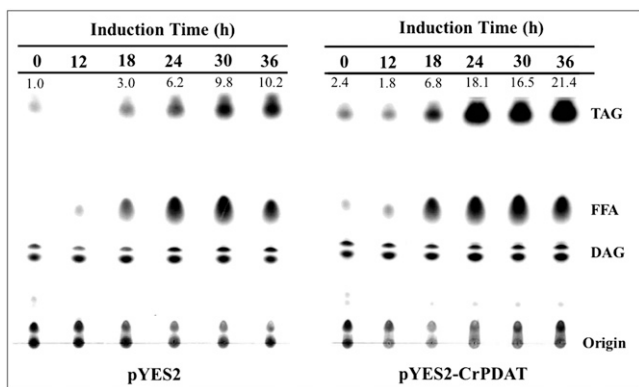 Induction Time (h) Induction Time (h)
0 12 18 24 30 36 0 12 18 24 30 36
1.0 3.0 6.2 9.8 10.2 2.4 1.8 6.8 18.1 16.5 21.4
TAG
FFA
DAG
Origin
pYES2 pYES2-CrPDAT